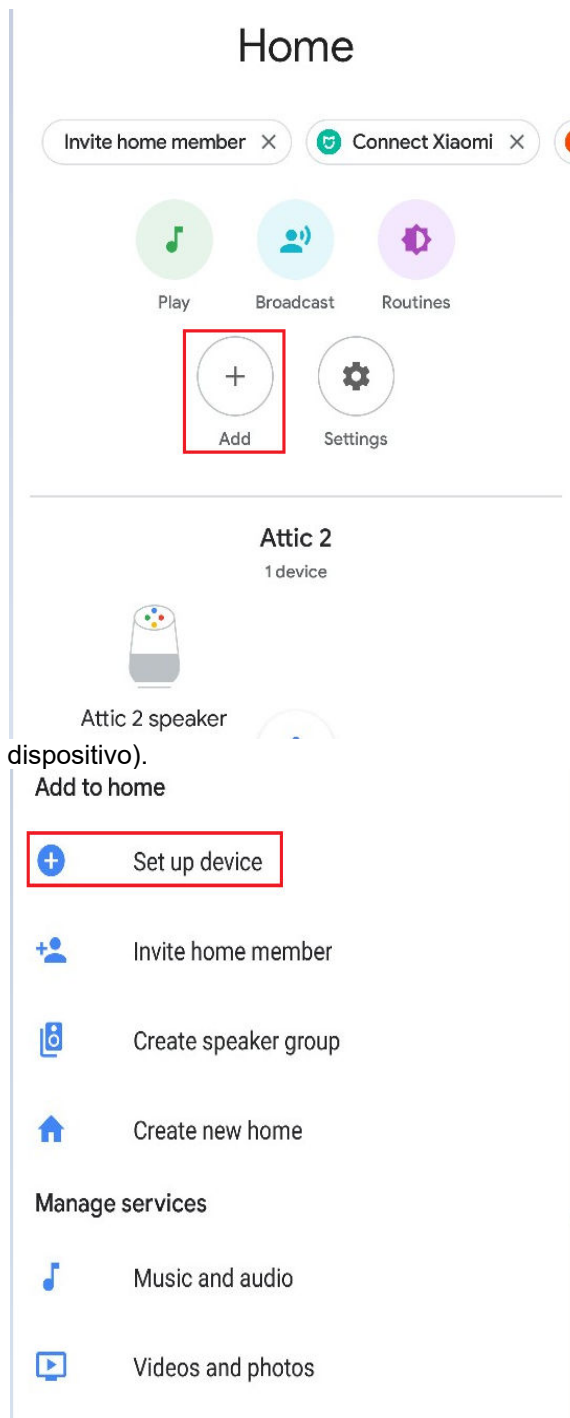 Home
Invite home member × Connect Xiaomi ×
Play Broadcast Routines
Add Settings
Attic 2
1 device
Attic 2 speaker
dispositivo).
Add to home
Set up device
Invite home member
Create speaker group
Create new home
Manage services
Music and audio
Videos and photos